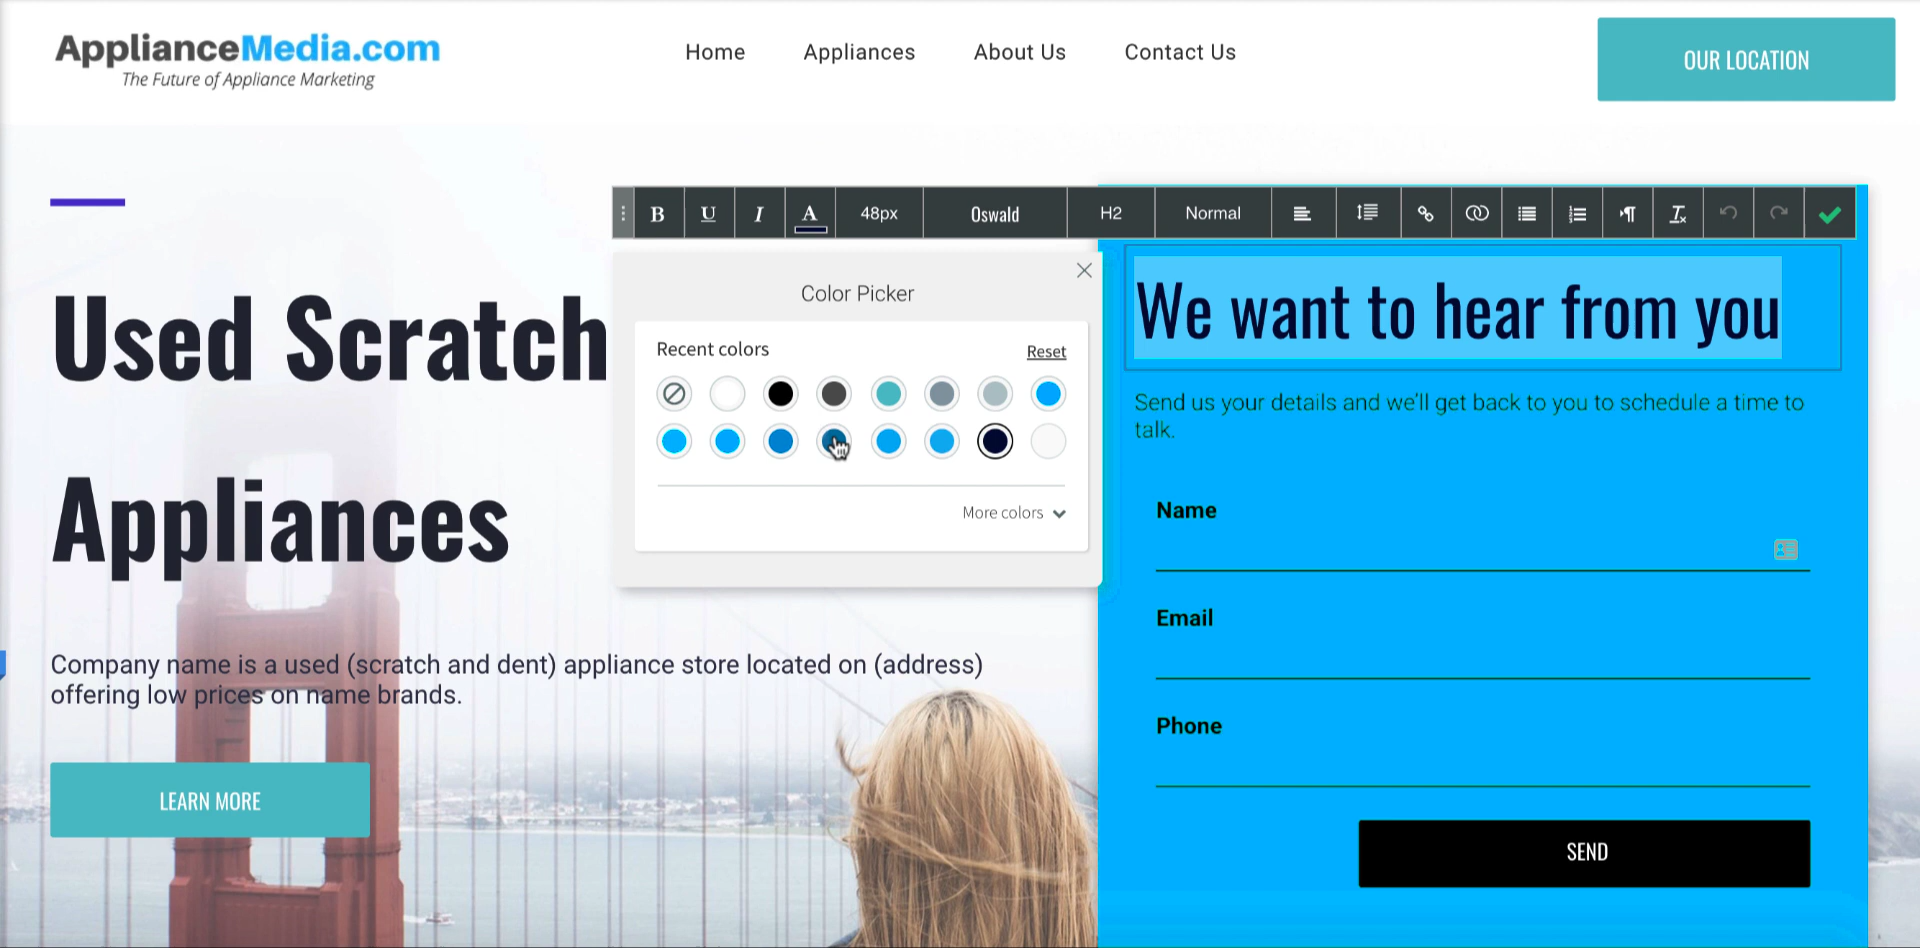 ApplianceMedia.com
The Future of Appliance Marketing
Home
Appliances
About Us
Contact Us
OUR LOCATION
B
U
I
A
48px
Oswald
H2
Normal
Used Scratch
Appliances
Color Picker
Recent colors
Reset
More colors
We want to hear from you
Send us your details and we'll get back to you to schedule a time to
talk.
Name
Email
Phone
SEND
Company name is a used (scratch and dent) appliance store located on (address)
offering low prices on name brands.
LEARN MORE